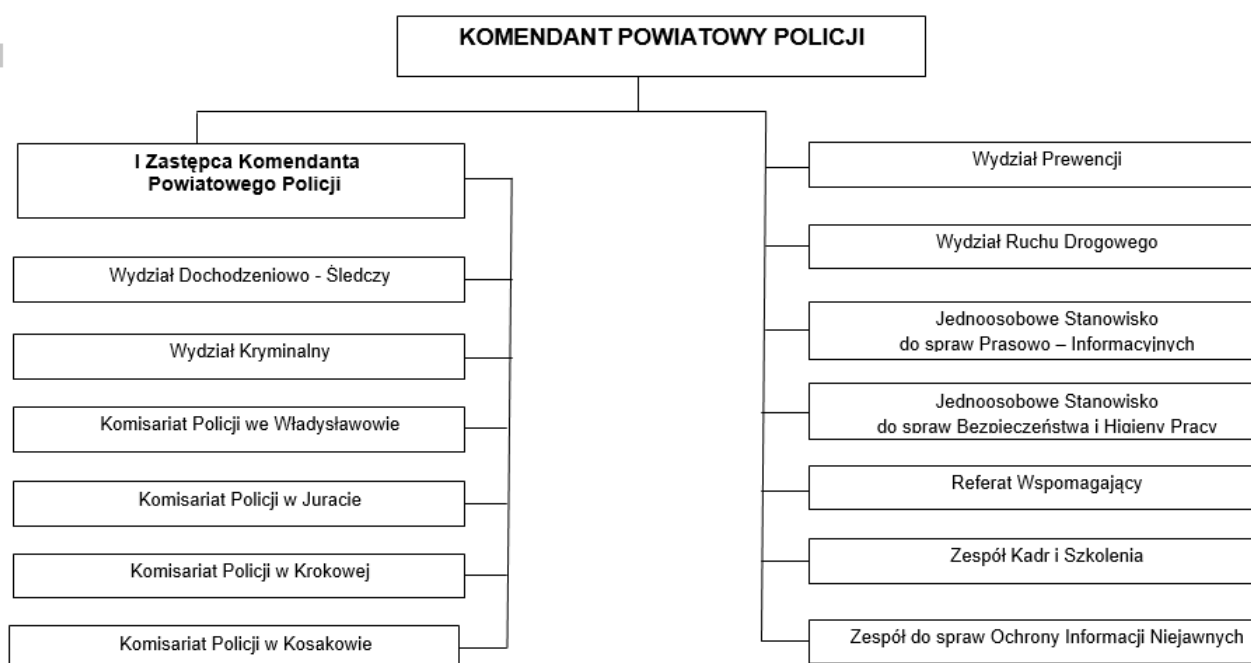 KOMENDANT POWIATOWY POLICJI
I Zastępca Komendanta
Powiatowego Policji
Wydział Dochodzeniowo - Śledczy
Wydział Kryminalny
Komisariat Policji we Władysławowie
Komisariat Policji w Juracie
Komisariat Policji w Krokowej
Komisariat Policji w Kosakowie
Wydział Prewencji
Wydział Ruchu Drogowego
Jednoosobowe Stanowisko
do spraw Prasowo – Informacyjnych
Jednoosobowe Stanowisko
do spraw Bezpieczeństwa i Higieny Pracy
Referat Wspomagający
Zespół Kadr i Szkolenia
Zespół do spraw Ochrony Informacji Niejawnych